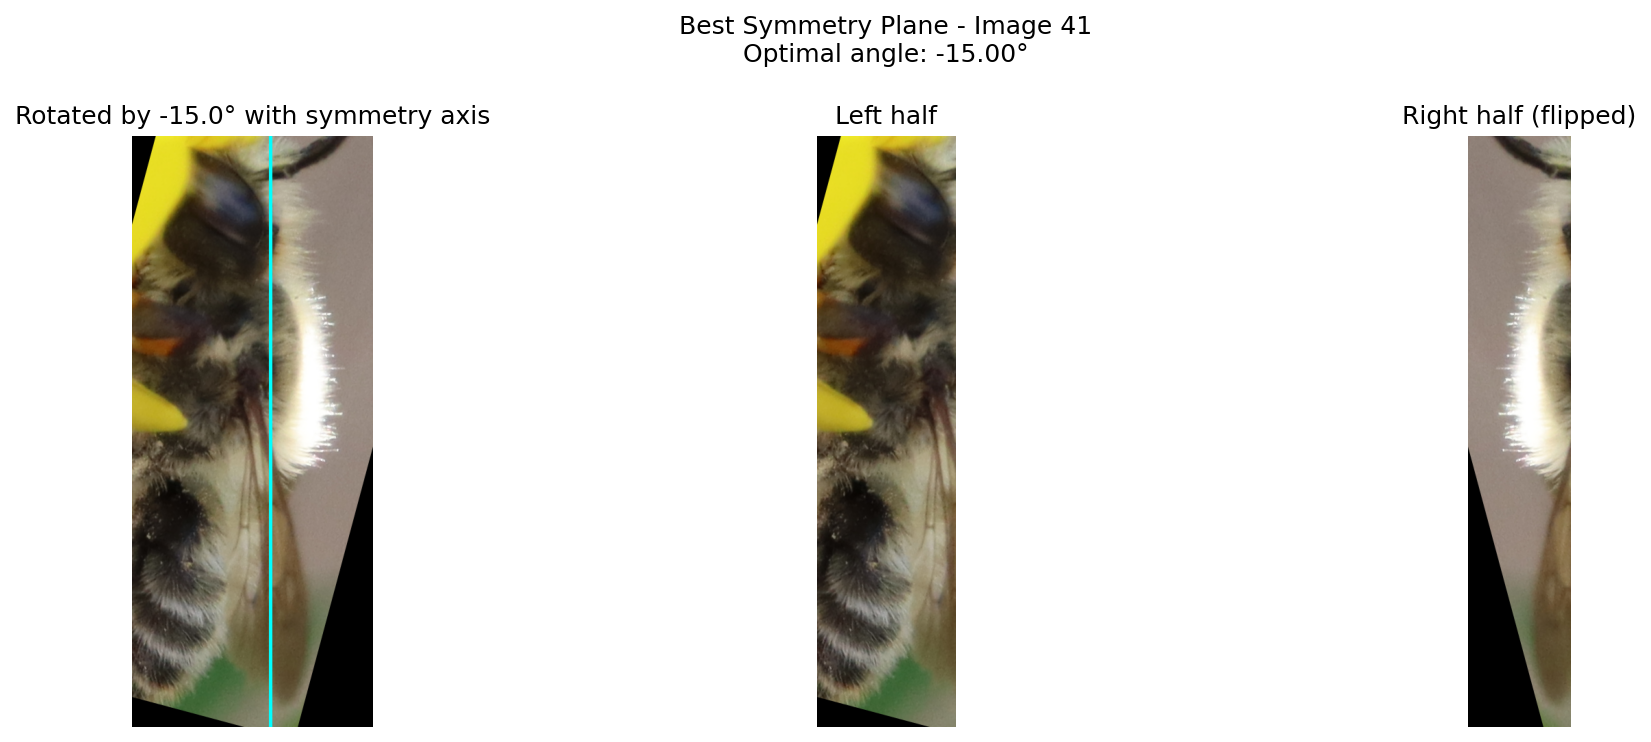 Best Symmetry Plane - Image 41
Optimal angle: -15.00°
Rotated by -15.0° with symmetry axis
Left half
Right half (flipped)